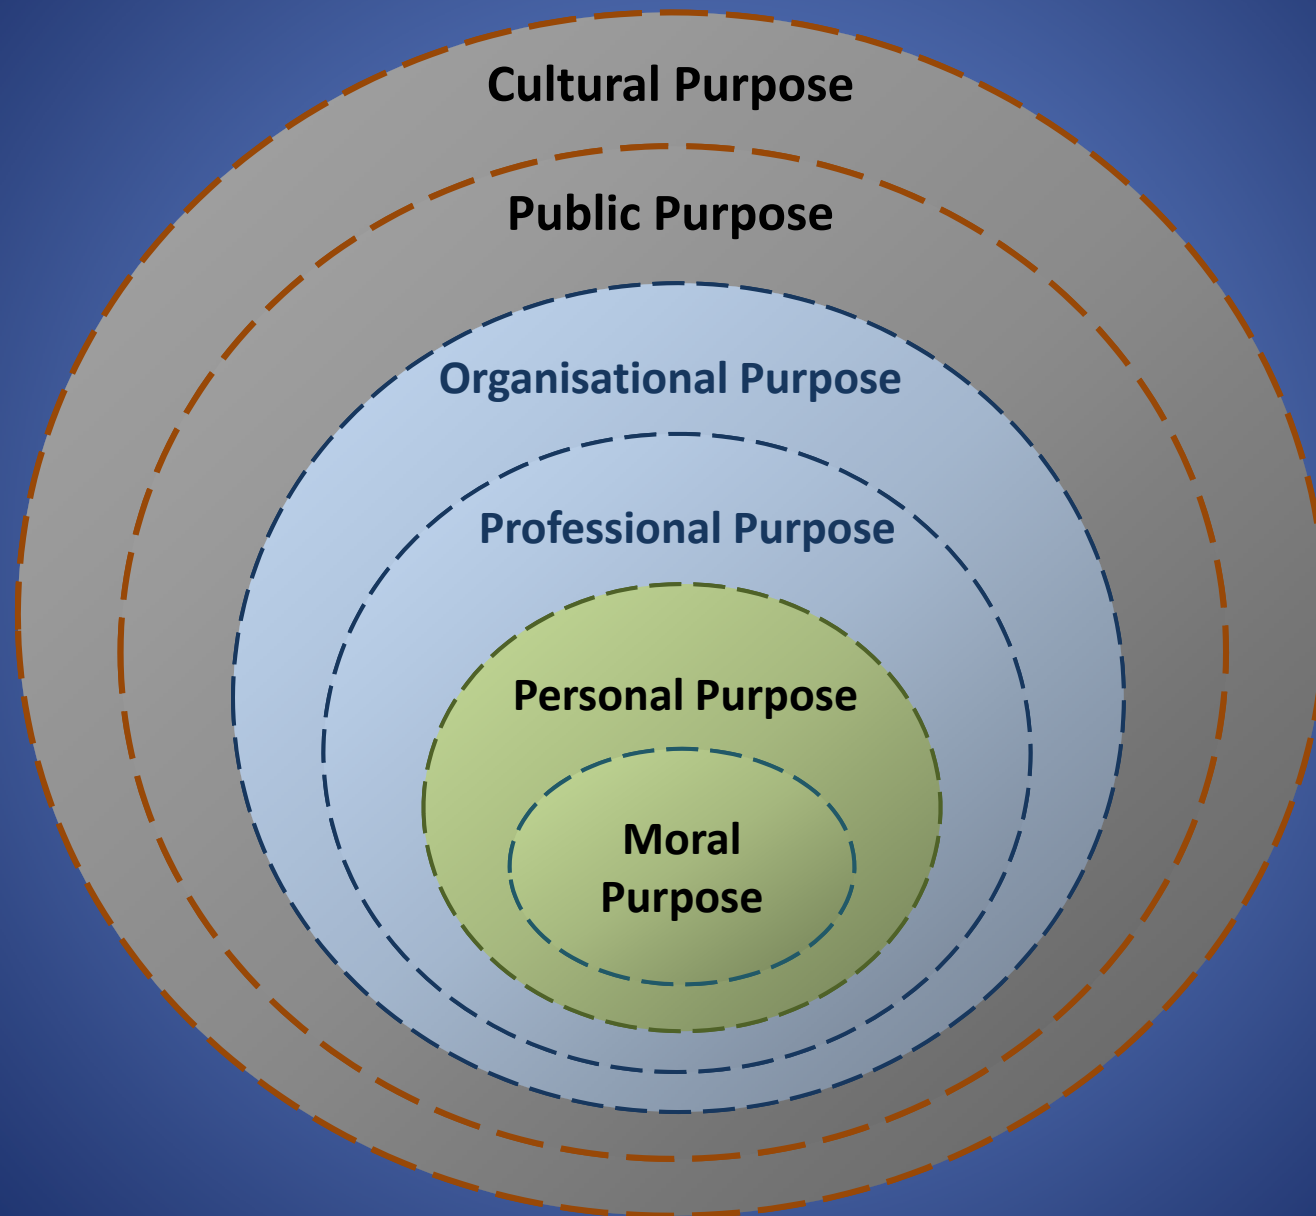 Cultural Purpose
Public Purpose
Organisational Purpose
Professional Purpose
Personal Purpose
Moral
Purpose